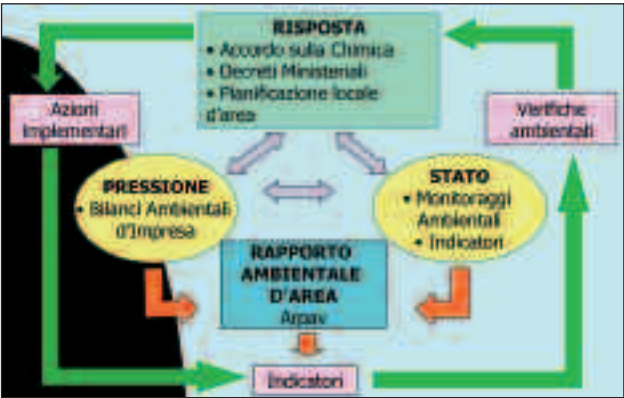 RISPOSTA
• Accordo sulla Chimica
• Decreti Ministeriali
• Planificazione locale
d'area
Azioni
implementari
Verifiche
ambientali
PRESSIONE
• Bilanci Ambientali
d'Impresa
STATO
• Monitoraggi
Ambientali
• Indicatori
RAPPORTO
AMBIENTALE
D'AREA
Arpav
Indicatori